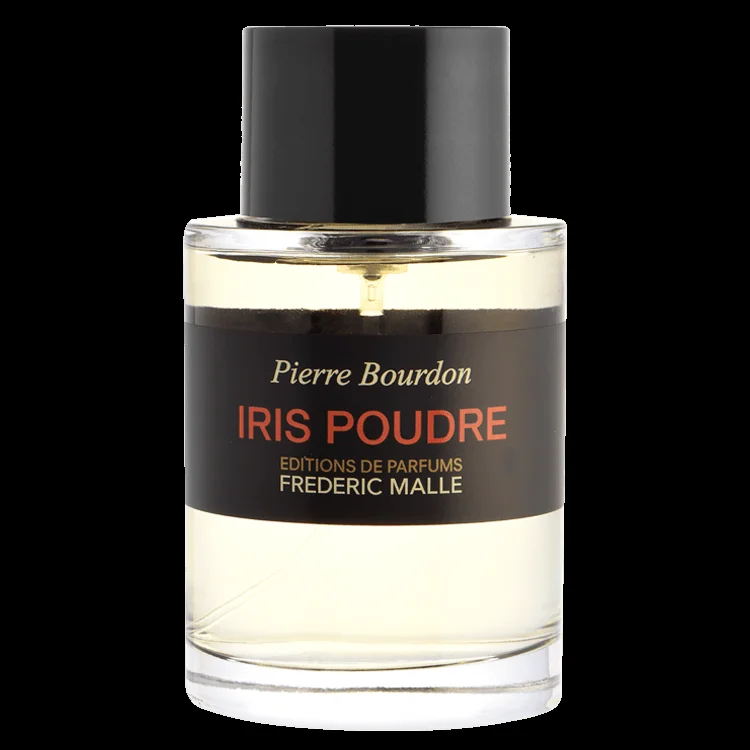 Pierre Bourdon
IRIS POUDRE
EDITIONS DE PARFUMS
FREDERIC MALLE